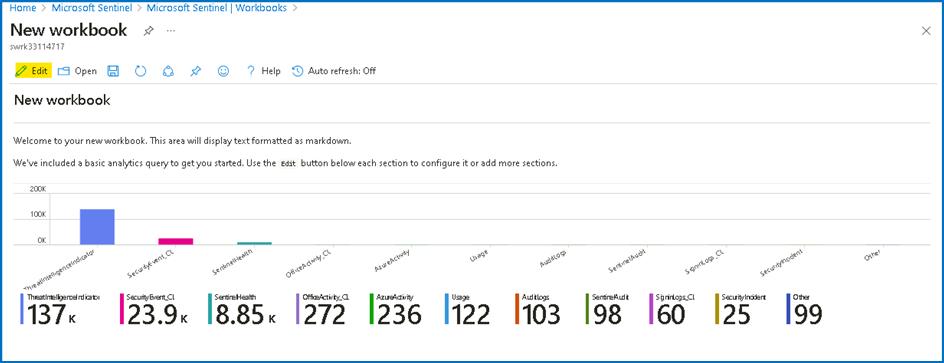 Home > Microsoft Sentinel > Microsoft Sentinel | Workbooks >
New workbook ...
swrk33114717
Edit Open ? Help Auto refresh: Off
New workbook
Welcome to your new workbook. This area will display text formatted as markdown.
We've included a basic analytics query to get you started. Use the Edit button below each section to configure it or add more sections.
200K
100K
0K
ThreatIntelligenceIndicator SecurityEvent_CL SentinelHealth OfficeActivity_CL AzureActivity Usage AuditLogs SentinelAudit SigninLogs_CL SecurityIncident Other
ThreatIntelligenceIndicator SecurityEvent_CL SentinelHealth OfficeActivity_CL AzureActivity Usage AuditLogs SentinelAudit SigninLogs_CL SecurityIncident Other
137 K 23.9 K 8.85 K 272 236 122 103 98 60 25 99